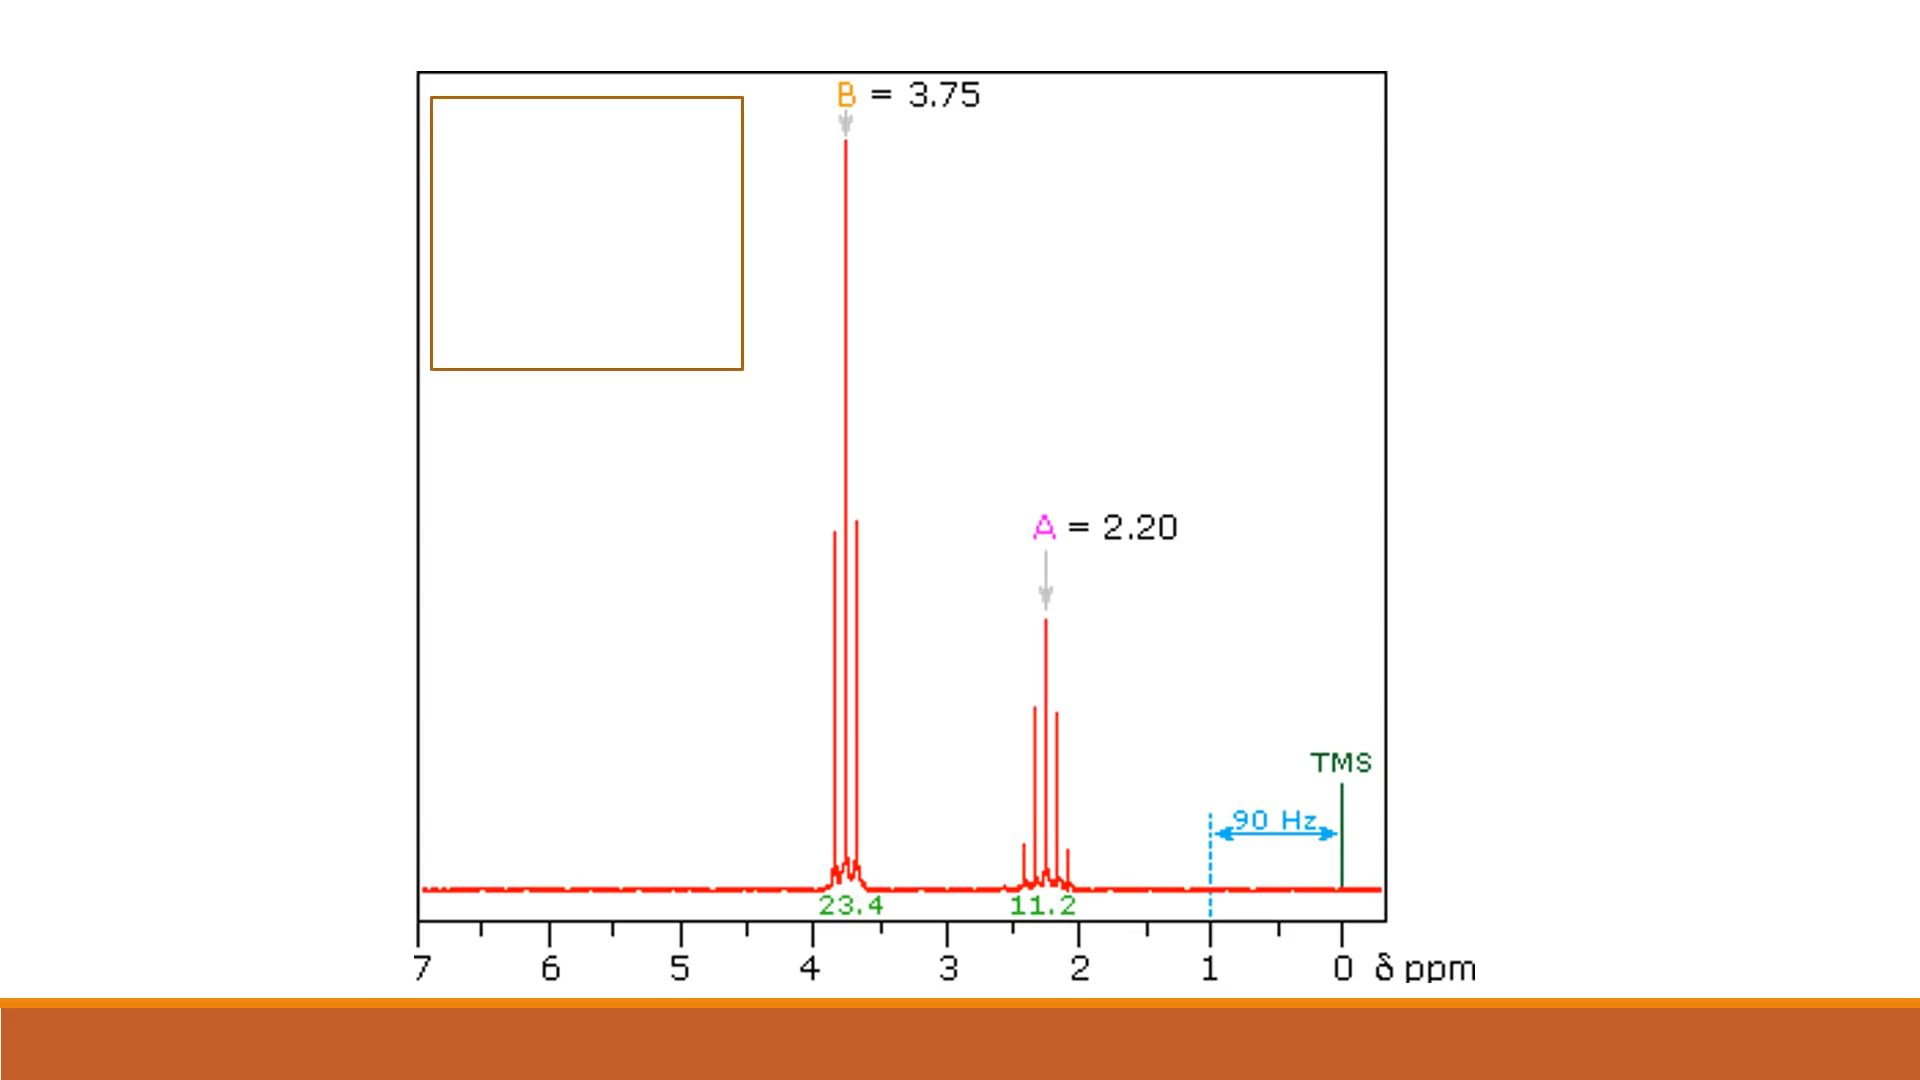 B = 3.75
A = 2.20
TMS
90 Hz
23.4 11.2
7 6 5 4 3 2 1 0 δ ppm